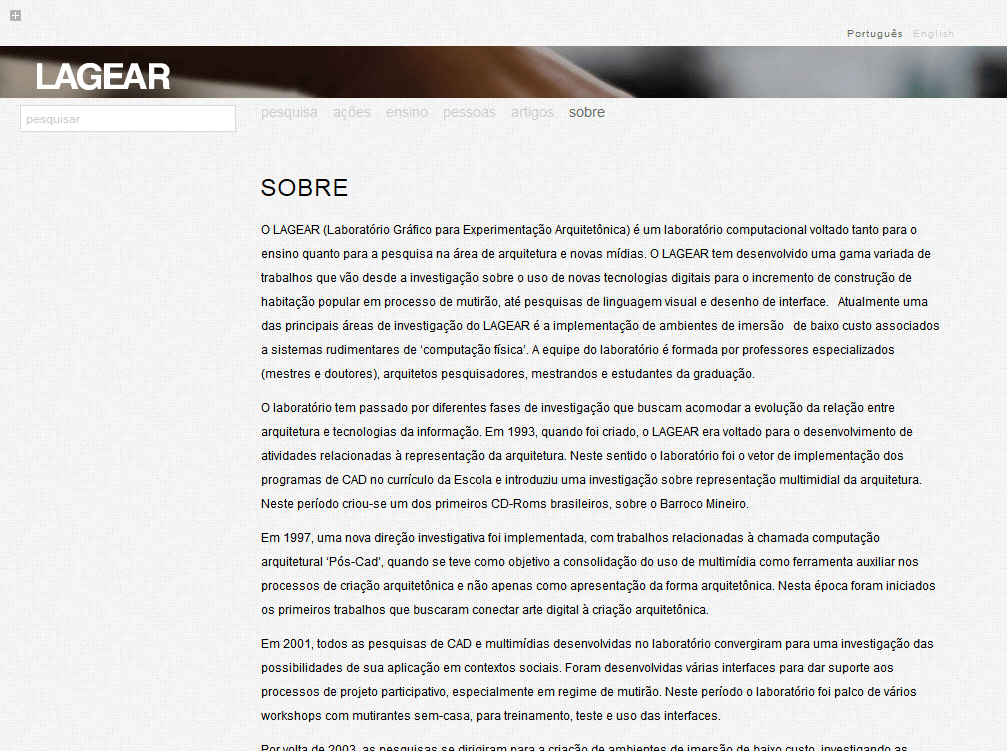 Português English
LAGEAR
pesquisar
pesquisa ações ensino pessoas artigos sobre
SOBRE
O LAGEAR (Laboratório Gráfico para Experimentação Arquitetônica) é um laboratório computacional voltado tanto para o
ensino quanto para a pesquisa na área de arquitetura e novas mídias. O LAGEAR tem desenvolvido uma gama variada de
trabalhos que vão desde a investigação sobre o uso de novas tecnologias digitais para o incremento de construção de
habitação popular em processo de mutirão, até pesquisas de linguagem visual e desenho de interface. Atualmente uma
das principais áreas de investigação do LAGEAR é a implementação de ambientes de imersão de baixo custo associados
a sistemas rudimentares de ‘computação física’. A equipe do laboratório é formada por professores especializados
(mestres e doutores), arquitetos pesquisadores, mestrandos e estudantes da graduação.
O laboratório tem passado por diferentes fases de investigação que buscam acomodar a evolução da relação entre
arquitetura e tecnologias da informação. Em 1993, quando foi criado, o LAGEAR era voltado para o desenvolvimento de
atividades relacionadas à representação da arquitetura. Neste sentido o laboratório foi o vetor de implementação dos
programas de CAD no currículo da Escola e introduziu uma investigação sobre representação multimidial da arquitetura.
Neste período criou-se um dos primeiros CD-Roms brasileiros, sobre o Barroco Mineiro.
Em 1997, uma nova direção investigativa foi implementada, com trabalhos relacionadas à chamada computação
arquitetural ‘Pós-Cad’, quando se teve como objetivo a consolidação do uso de multimídia como ferramenta auxiliar nos
processos de criação arquitetônica e não apenas como apresentação da forma arquitetônica. Nesta época foram iniciados
os primeiros trabalhos que buscaram conectar arte digital à criação arquitetônica.
Em 2001, todos as pesquisas de CAD e multimídias desenvolvidas no laboratório convergiram para uma investigação das
possibilidades de sua aplicação em contextos sociais. Foram desenvolvidas várias interfaces para dar suporte aos
processos de projeto participativo, especialmente em regime de mutirão. Neste período o laboratório foi palco de vários
workshops com mutirantes sem-casa, para treinamento, teste e uso das interfaces.
Por volta de 2003, as pesquisas se dirigiram para a criação de ambientes de imersão de baixo custo, investigando as